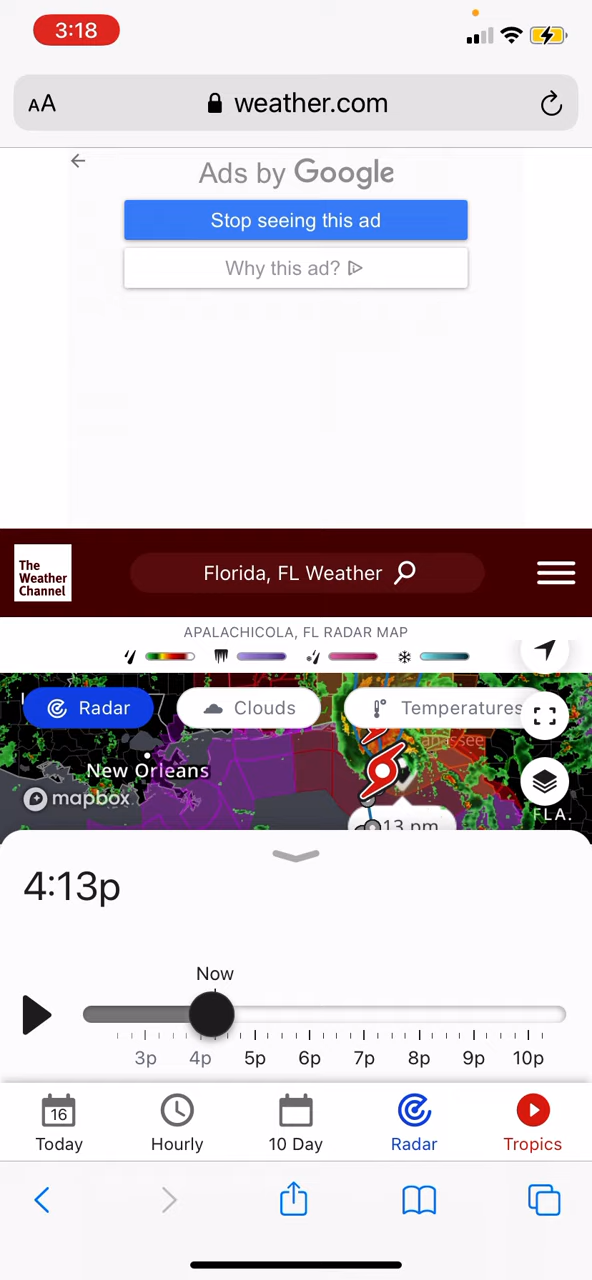 3:18
AA weather.com
Ads by Google
Stop seeing this ad
Why this ad?
The
Weather
Channel
Florida, FL Weather
APALACHICOLA, FL RADAR MAP
Radar
Clouds
Temperatures
New Orleans
mapbox
13 pm
FLA.
4:13p
Now
3p 4p 5p 6p 7p 8p 9p 10p
16
Today Hourly 10 Day Radar Tropics